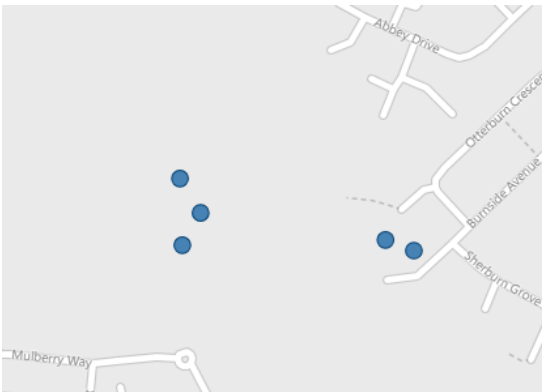 Abbey Drive
Otterburn Cresce
Burnside Avenue
Sherburn Grove
Mulberry Way